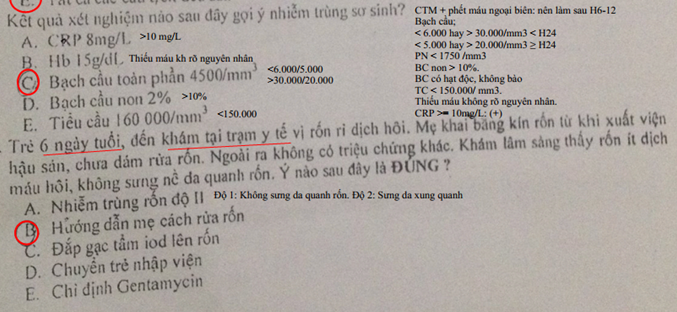 Kết quả xét nghiệm nào sau đây gợi ý nhiễm trùng sơ sinh?
A. CRP 8mg/L >10 mg/L
B. Hb 15g/dL Thiếu máu kh rõ nguyên nhân
C. Bạch cầu toàn phần 4500/mm3 <6.000/5.000
>30.000/20.000
D. Bạch cầu non 2% >10%
E. Tiểu cầu 160 000/mm3 <150.000
CTM + phết máu ngoại biên: nên làm sau H6-12
Bạch cầu;
< 6.000 hay > 30.000/mm3 < H24
< 5.000 hay > 20.000/mm3 ≥ H24
PN < 1750 /mm3
BC non > 10%.
BC có hạt độc, không bào
TC < 150.000/ mm3.
Thiếu máu không rõ nguyên nhân.
CRP >= 10mg/L: (+)
Trẻ 6 ngày tuổi, đến khám tại trạm y tế vì rốn rỉ dịch hôi. Mẹ khai băng kín rốn từ khi xuất viện
hậu sản, chưa dám rửa rốn. Ngoài ra không có triệu chứng khác. Khám lâm sàng thấy rốn ít dịch
máu hôi, không sưng nề da quanh rốn. Ý nào sau đây là ĐÚNG ?
A. Nhiễm trùng rốn độ II Độ 1: Không sưng da quanh rốn. Độ 2: Sưng da xung quanh
B. Hướng dẫn mẹ cách rửa rốn
C. Đắp gạc tẩm iod lên rốn
D. Chuyển trẻ nhập viện
E. Chỉ định Gentamycin